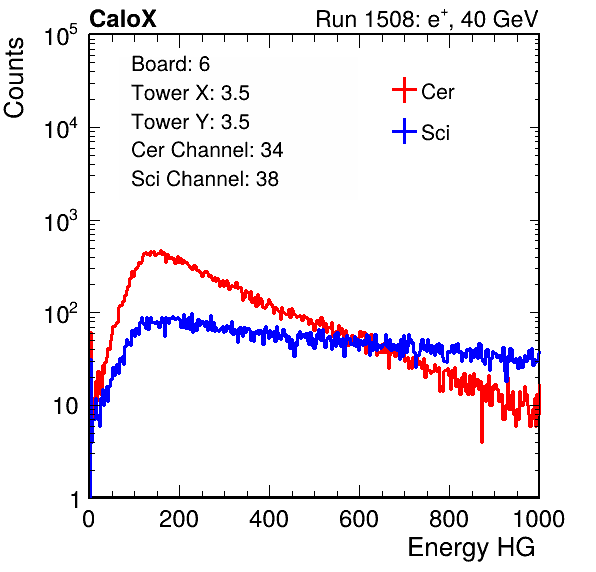 CaloX Run 1508: e⁺, 40 GeV
Counts
Board: 6
Tower X: 3.5
Tower Y: 3.5
Cer Channel: 34
Sci Channel: 38
Cer
Sci
10⁵
10⁴
10³
10²
10
1
0 200 400 600 800 1000
Energy HG